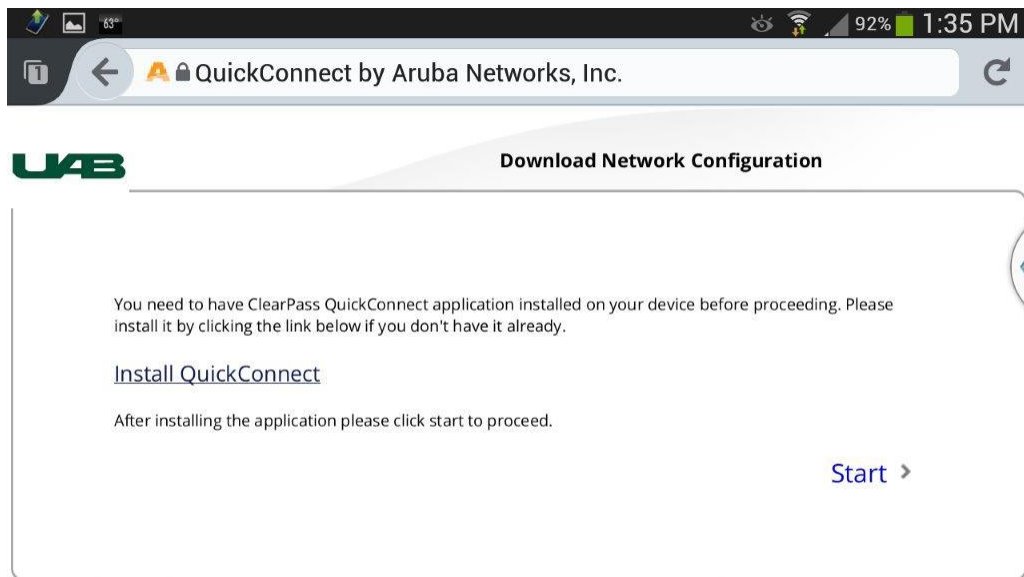 63°
92% 1:35 PM
1
QuickConnect by Aruba Networks, Inc.
UAB
Download Network Configuration
You need to have ClearPass QuickConnect application installed on your device before proceeding. Please
install it by clicking the link below if you don't have it already.
Install QuickConnect
After installing the application please click start to proceed.
Start